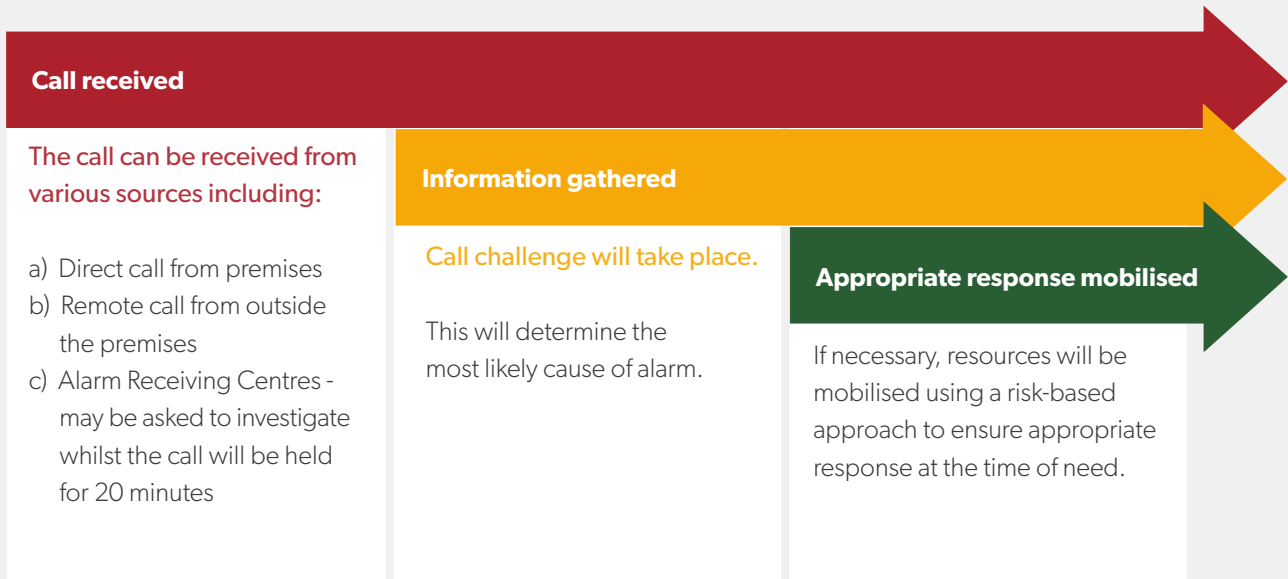 Call received
The call can be received from
various sources including:
a) Direct call from premises
b) Remote call from outside
the premises
c) Alarm Receiving Centres -
may be asked to investigate
whilst the call will be held
for 20 minutes
Information gathered
Call challenge will take place.
This will determine the
most likely cause of alarm.
Appropriate response mobilised
If necessary, resources will be
mobilised using a risk-based
approach to ensure appropriate
response at the time of need.